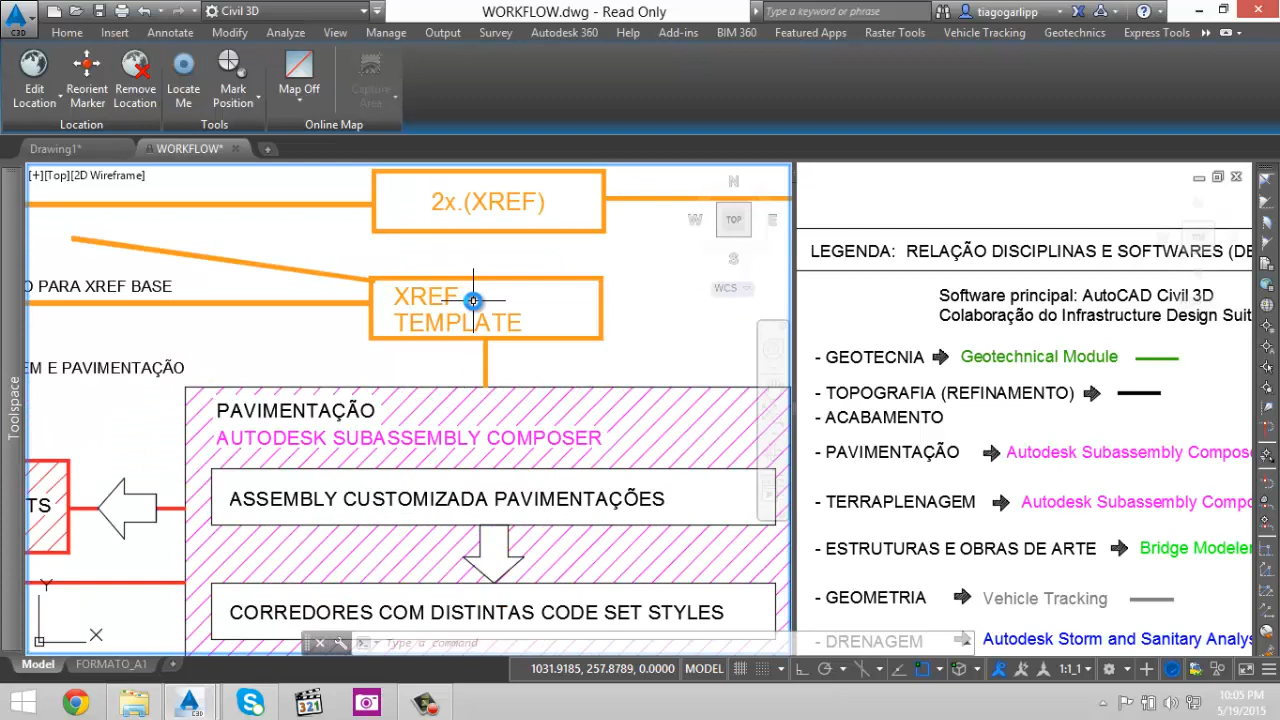 Civil 3D
WORKFLOW.dwg - Read Only
Type a keyword or phrase
tiagogarlipp
C3D
Home Insert Annotate Modify Analyze View Manage Output Survey Autodesk 360 Help Add-ins BIM 360 Featured Apps Raster Tools Vehicle Tracking Geotechnics Express Tools
Edit Location
Reorient Marker
Remove Location
Locate Me
Mark Position
Map Off
Capture Area
Location Tools Online Map
Drawing1* WORKFLOW*
[+][Top][2D Wireframe]
2x.(XREF)
N
W TOP E
S
WCS
O PARA XREF BASE
XREF
TEMPLATE
EM E PAVIMENTAÇÃO
Toolspace
PAVIMENTAÇÃO
AUTODESK SUBASSEMBLY COMPOSER
ASSEMBLY CUSTOMIZADA PAVIMENTAÇÕES
TS
CORREDORES COM DISTINTAS CODE SET STYLES
Y
X
LEGENDA: RELAÇÃO DISCIPLINAS E SOFTWARES (DE
Software principal: AutoCAD Civil 3D
Colaboração do Infrastructure Design Suit
- GEOTECNIA Geotechnical Module
- TOPOGRAFIA (REFINAMENTO)
- ACABAMENTO
- PAVIMENTAÇÃO Autodesk Subassembly Compose
- TERRAPLENAGEM Autodesk Subassembly Compo
- ESTRUTURAS E OBRAS DE ARTE Bridge Modeler
- GEOMETRIA Vehicle Tracking
- DRENAGEM Autodesk Storm and Sanitary Analys
Type a command
Model FORMATO_A1
1031.9185, 257.8789, 0.0000 MODEL 1:1_1
321
C3D
10:05 PM
5/19/2015